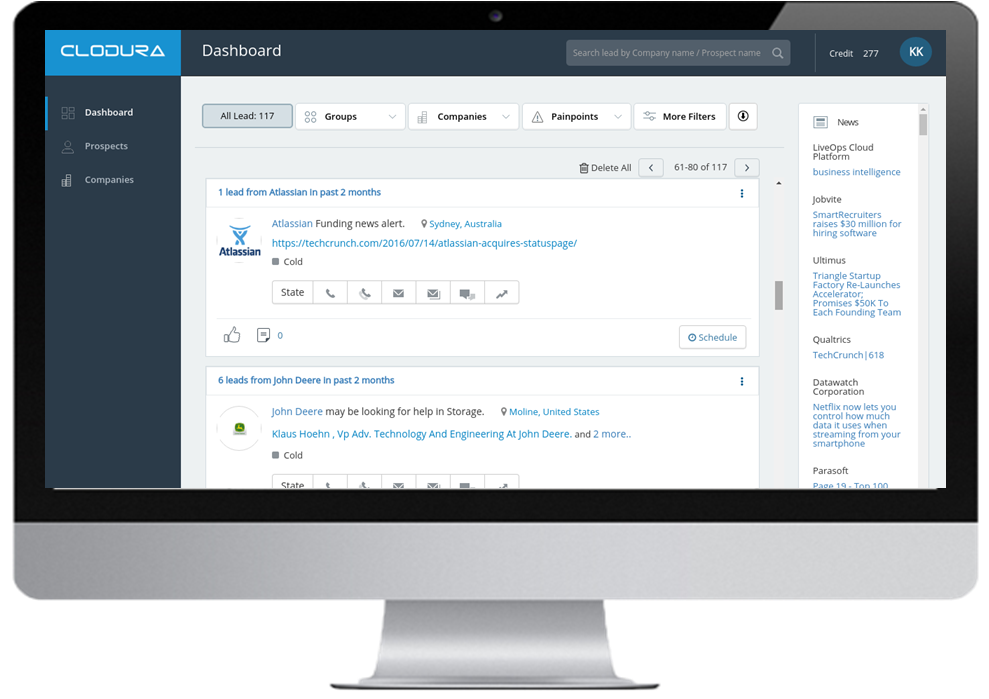 CLODURA
Dashboard
Search lead by Company name / Prospect name
Credit 277
KK
Dashboard
Prospects
Companies
All Lead: 117
Groups
Companies
Painpoints
More Filters
Delete All
61-80 of 117
1 lead from Atlassian in past 2 months
Atlassian
Atlassian Funding news alert.
Sydney, Australia
https://techcrunch.com/2016/07/14/atlassian-acquires-statuspage/
Cold
State
0
Schedule
6 leads from John Deere in past 2 months
John Deere may be looking for help in Storage.
Moline, United States
Klaus Hoehn , Vp Adv. Technology And Engineering At John Deere. and 2 more..
Cold
State
News
LiveOps Cloud
Platform
business intelligence
Jobvite
SmartRecruiters
raises $30 million for
hiring software
Ultimus
Triangle Startup
Factory Re-Launches
Accelerator;
Promises $50K To
Each Founding Team
Qualtrics
TechCrunch|618
Datawatch
Corporation
Netflix now lets you
control how much
data it uses when
streaming from your
smartphone
Parasoft
Page 19 - Top 100